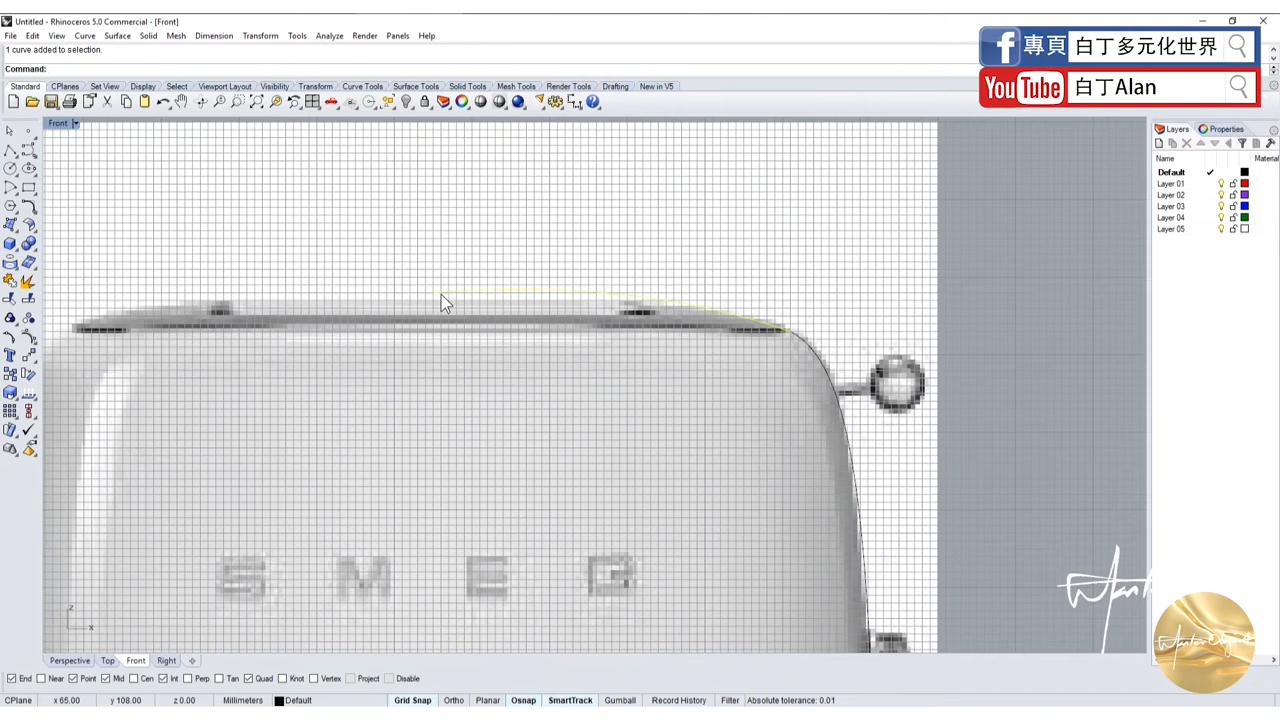 Untitled - Rhinoceros 5.0 Commercial - [Front]
File Edit View Curve Surface Solid Mesh Dimension Transform Tools Analyze Render Panels Help
1 curve added to selection.
Command:
專頁 白丁多元化世界
YouTube 白丁Alan
Standard CPlanes Set View Display Select Viewport Layout Visibility Transform Curve Tools Surface Tools Solid Tools Mesh Tools Render Tools Drafting New in V5
Front
Layers Properties
Name Material
Default
Layer 01
Layer 02
Layer 03
Layer 04
Layer 05
SMEG
z
x
Perspective Top Front Right
End Near Point Mid Cen Int Perp Tan Quad Knot Vertex Project Disable
CPlane x 65.00 y 108.00 z 0.00 Millimeters Default Grid Snap Ortho Planar Osnap SmartTrack Gumball Record History Filter Absolute tolerance: 0.01